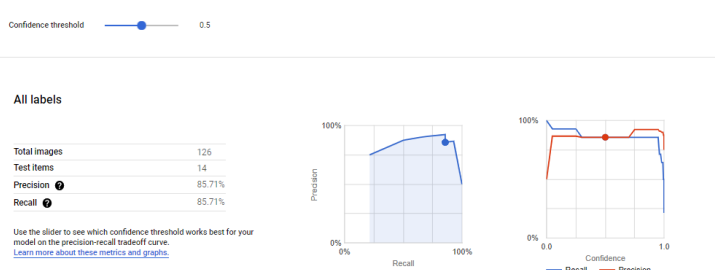 Confidence threshold 0.5
All labels
Total images 126
Test items 14
Precision ? 85.71%
Recall ? 85.71%
Use the slider to see which confidence threshold works best for your
model on the precision-recall tradeoff curve.
Learn more about these metrics and graphs.
100%
Precision
0%
0% 100%
Recall
100%
0%
0.0 1.0
Confidence
Recall Precision